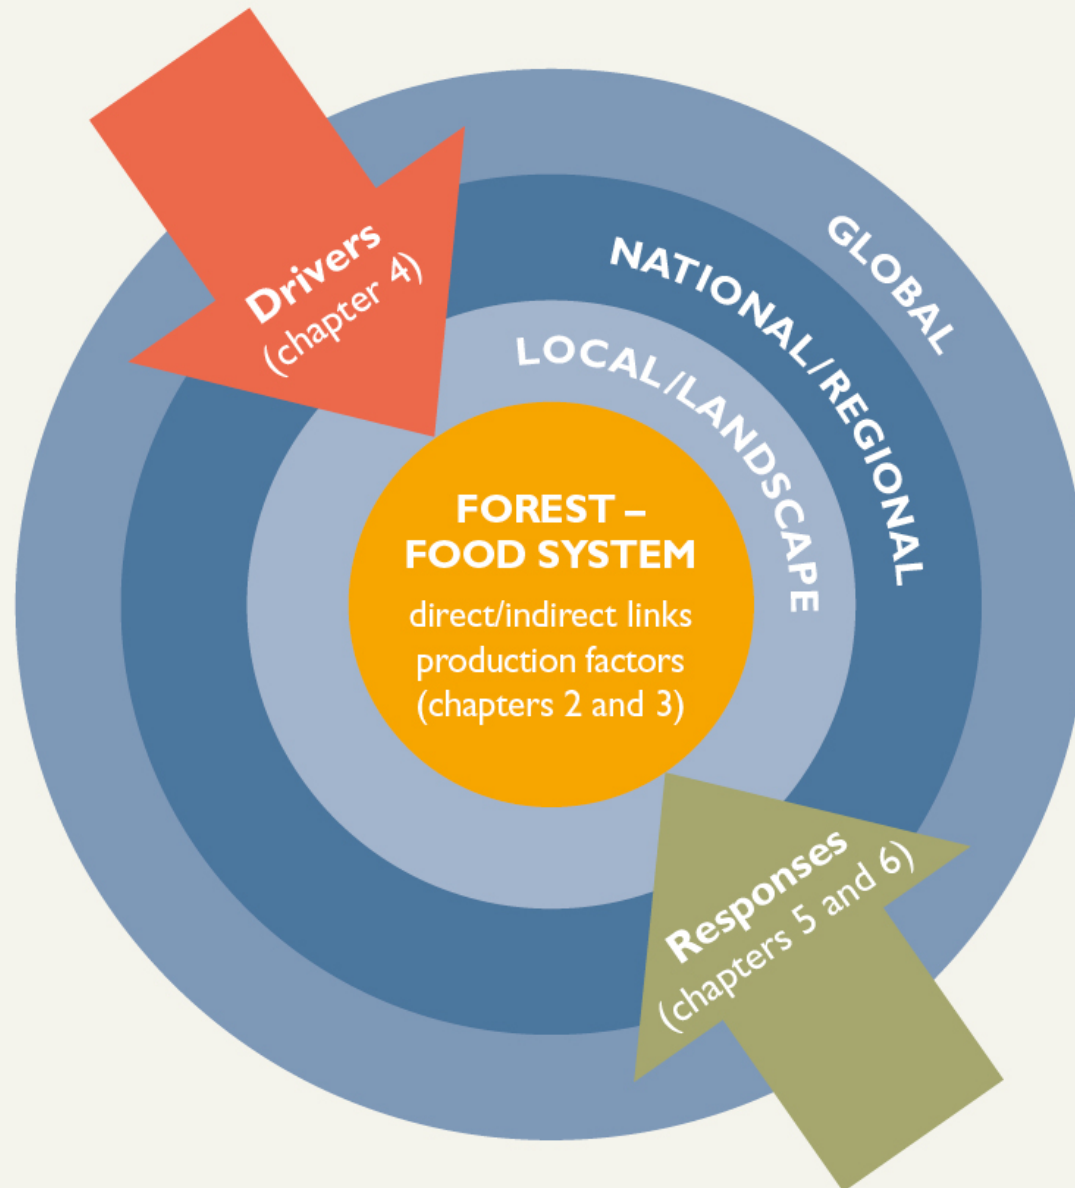 Drivers
(chapter 4)
GLOBAL
NATIONAL/REGIONAL
LOCAL/LANDSCAPE
FOREST –
FOOD SYSTEM
direct/indirect links
production factors
(chapters 2 and 3)
Responses
(chapters 5 and 6)